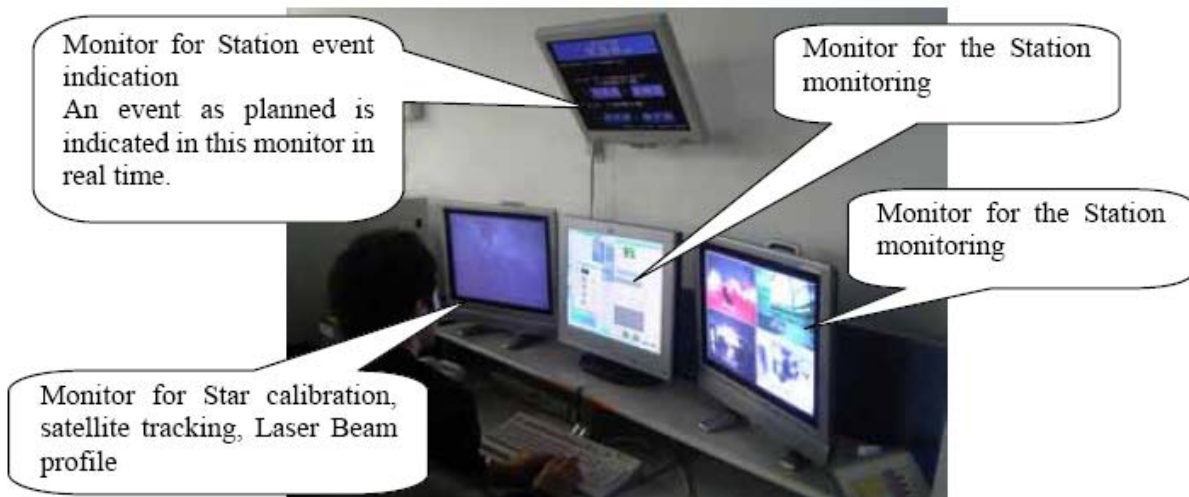 Monitor for Station event
indication
An event as planned is
indicated in this monitor in
real time.
Monitor for the Station
monitoring
Monitor for the Station
monitoring
Monitor for Star calibration,
satellite tracking, Laser Beam
profile